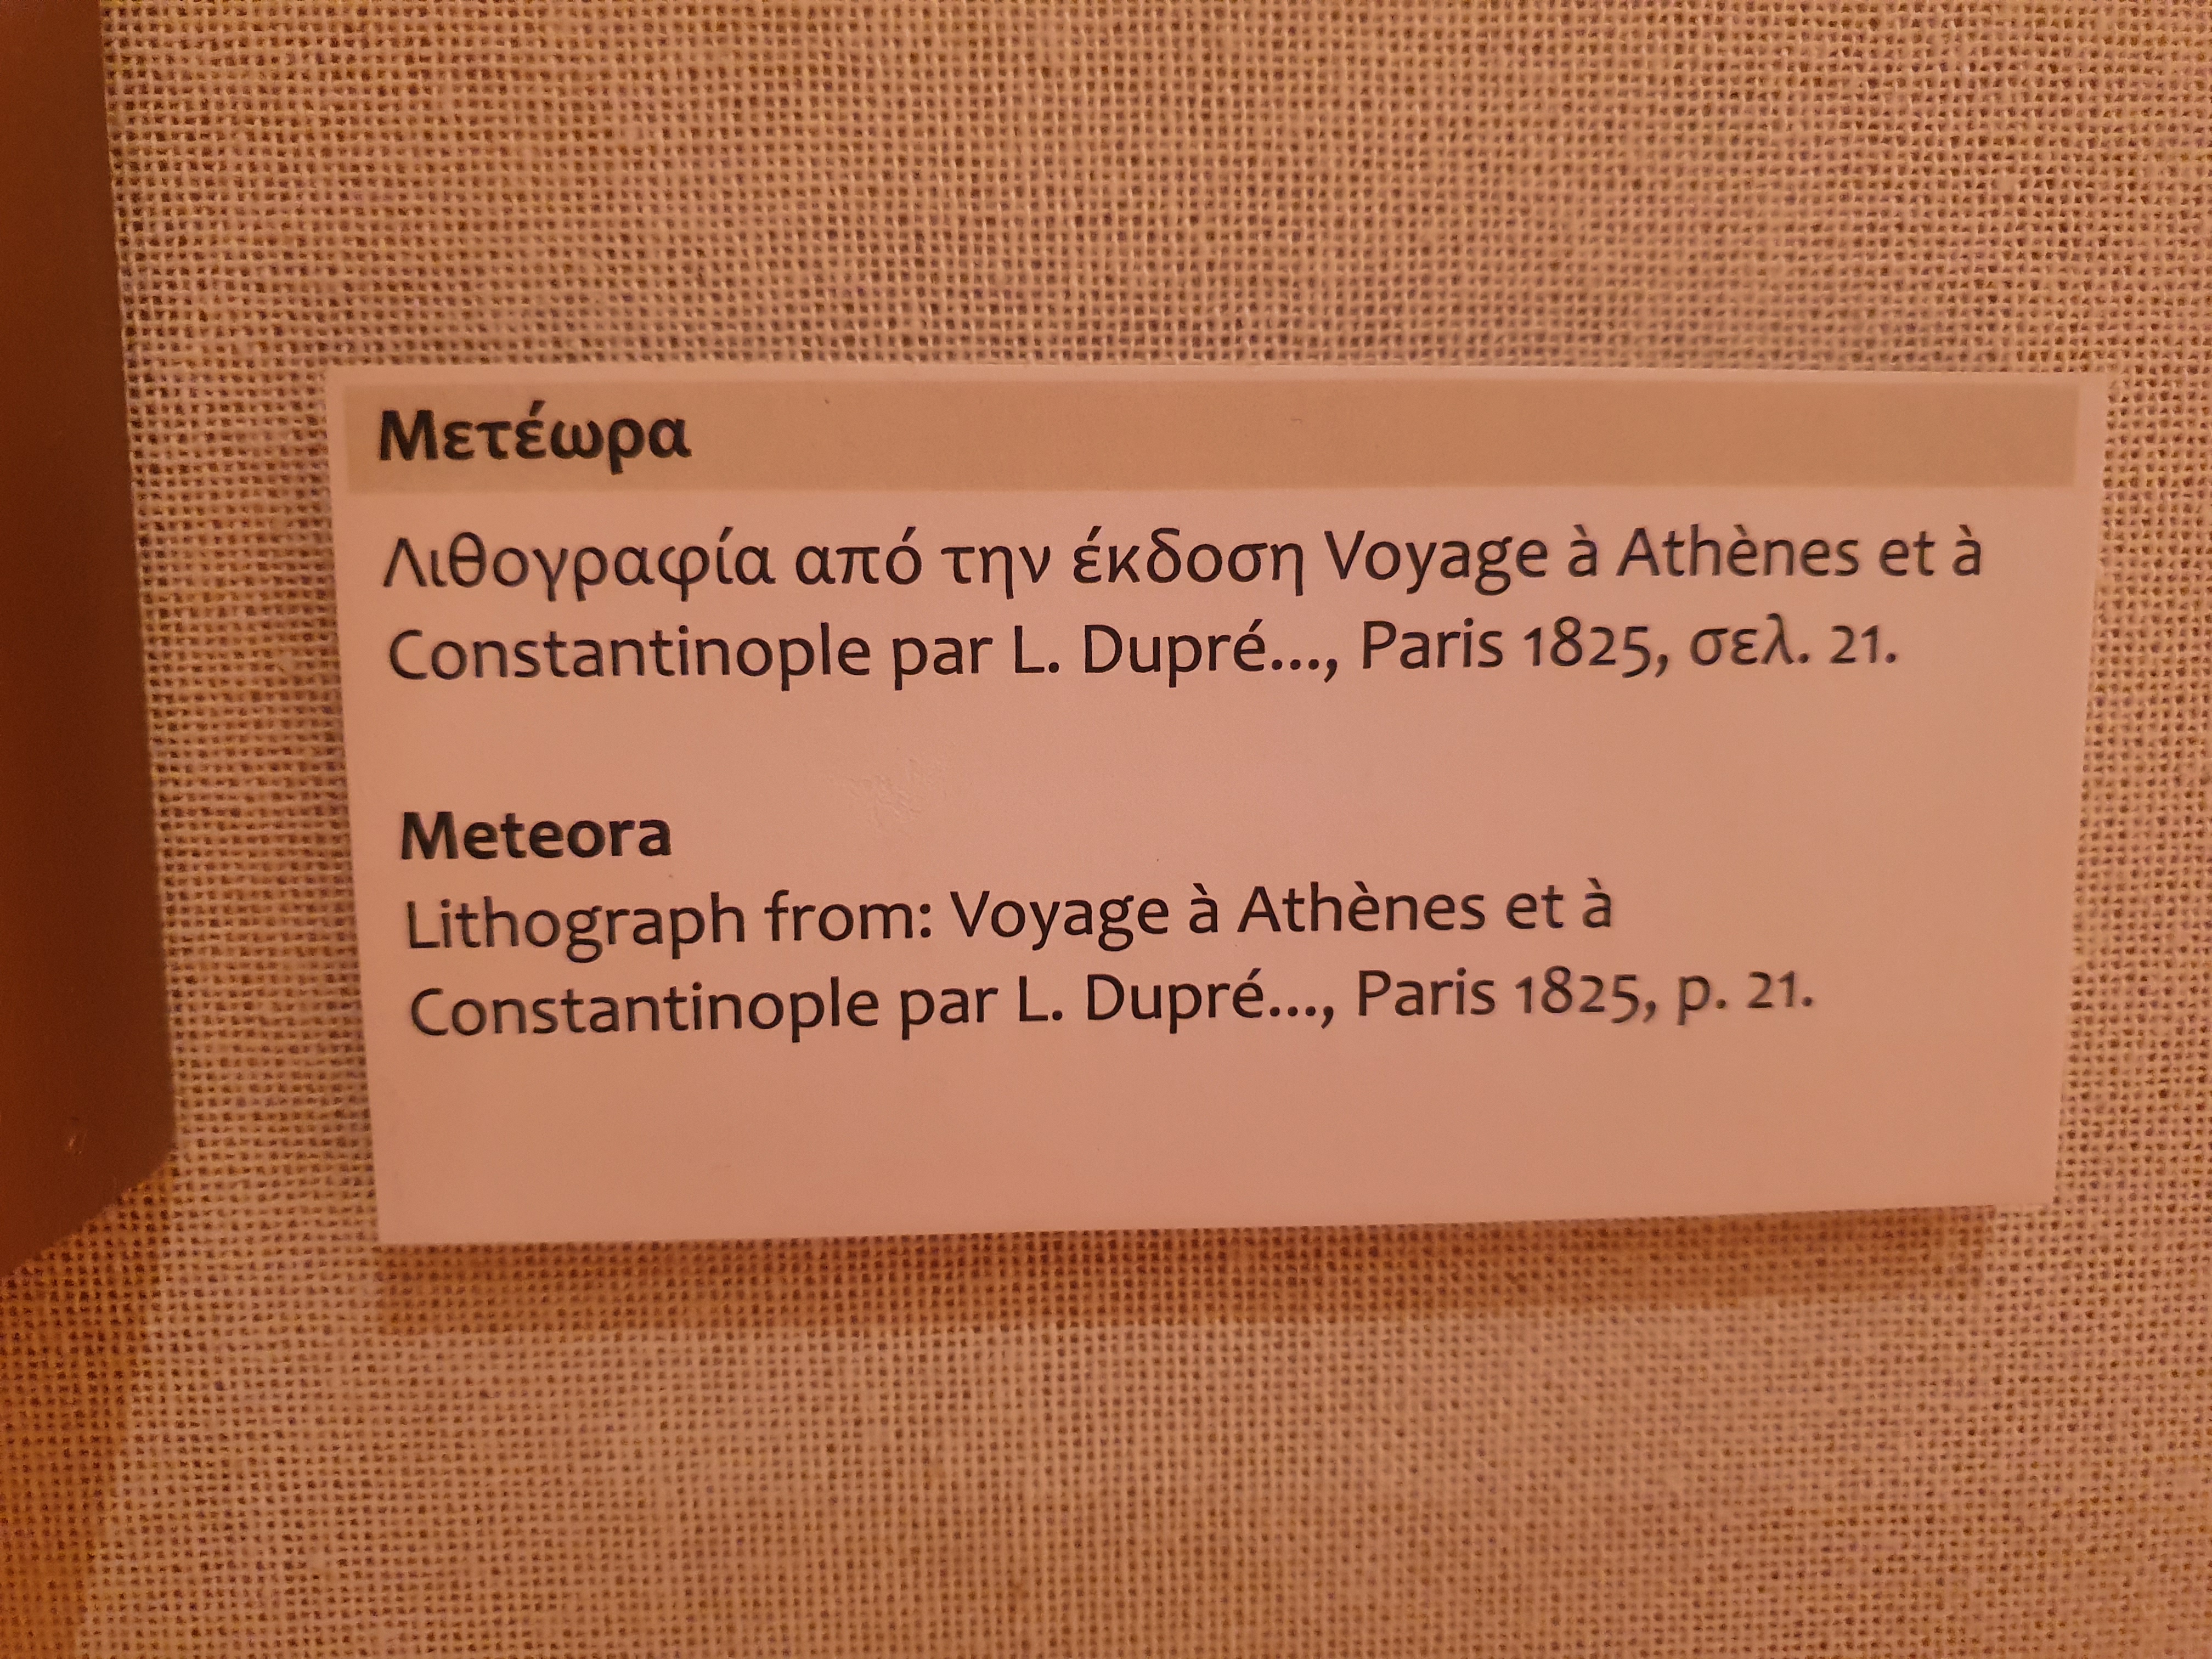 Μετέωρα
Λιθογραφία από την έκδοση Voyage à Athènes et à
Constantinople par L. Dupré..., Paris 1825, σελ. 21.
Meteora
Lithograph from: Voyage à Athènes et à
Constantinople par L. Dupré..., Paris 1825, p. 21.